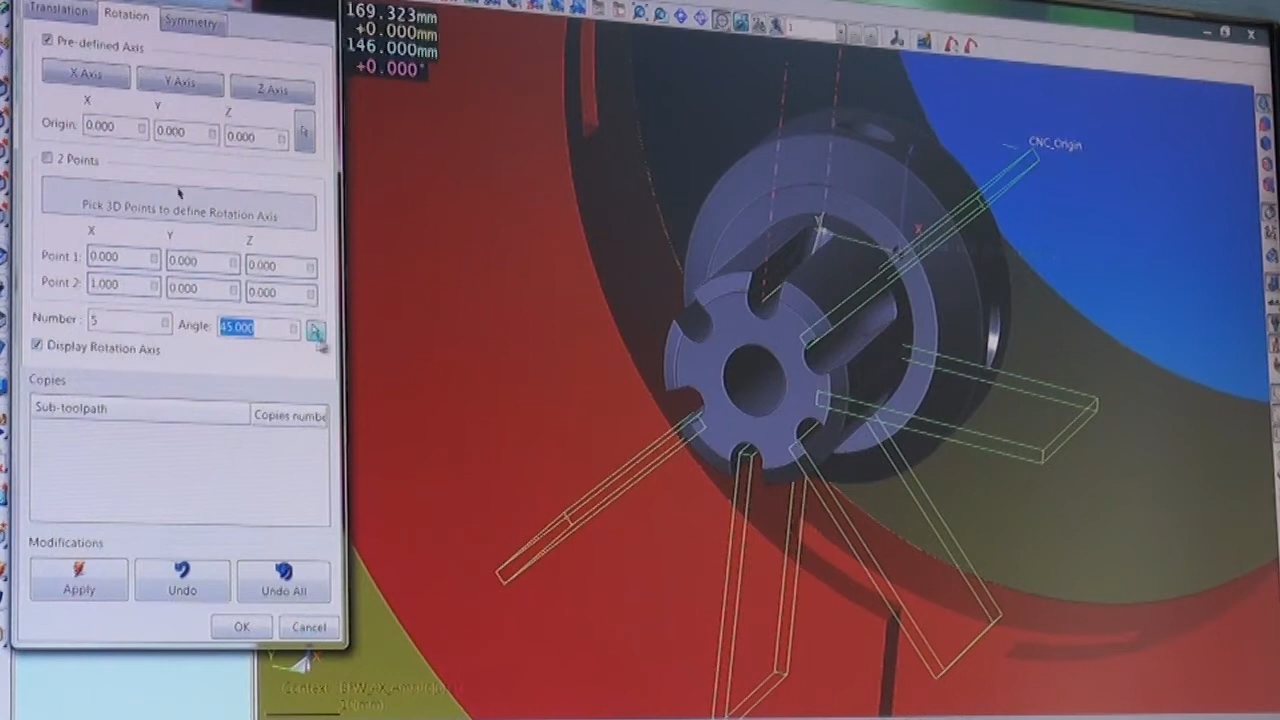 Translation Rotation Symmetry
Pre-defined Axis
X Axis Y Axis Z Axis
X Y Z
Origin: 0.000 0.000 0.000
2 Points
Pick 3D Points to define Rotation Axis
X Y Z
Point 1: 0.000 0.000 0.000
Point 2: 1.000 0.000 0.000
Number : 5 Angle: 45.000
Display Rotation Axis
Copies
Sub-toolpath Copies numbe
Modifications
Apply Undo Undo All
OK Cancel
169.323mm
+0.000mm
146.000mm
+0.000°
1
CNC_Origin
Y
X
Context